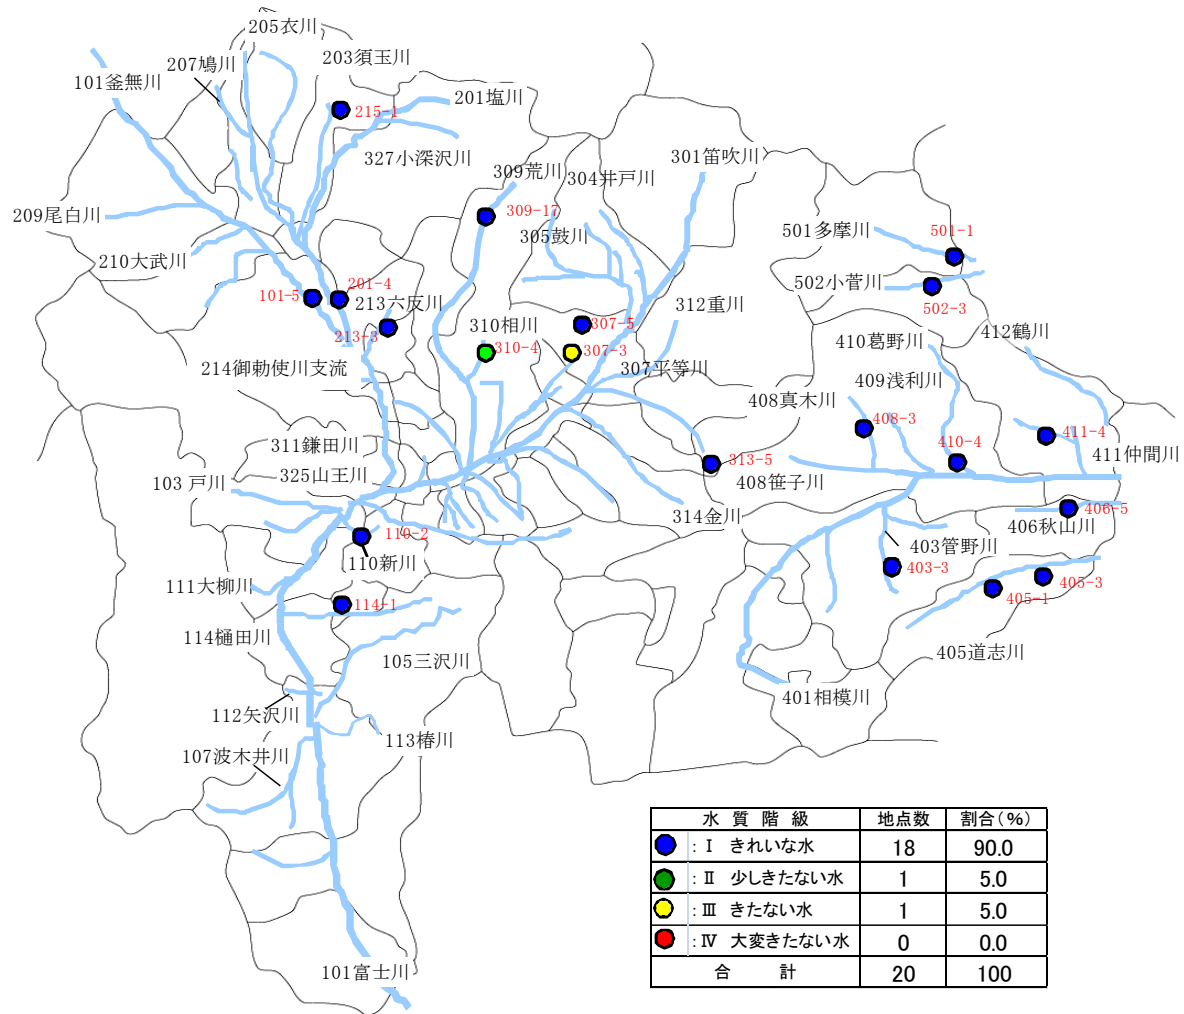 205衣川
203須玉川
207鳩川
101釜無川
201塩川
215-1
327小深沢川
309荒川
304井戸川
301笛吹川
209尾白川
309-17
305鼓川
501多摩川
501-1
210大武川
502小菅川
101-5
201-4
213六反川
502-3
312重川
310相川
307-5
213-3
412鶴川
310-4
307-3
410葛野川
214御勅使川支流
307平等川
409浅利川
408真木川
408-3
311鎌田川
410-4
411-4
411仲間川
325山王川
313-5
103 戸川
408笹子川
406-5
314金川
406秋山川
110-2
403管野川
110新川
403-3
405-3
111大柳川
405-1
114-1
114樋田川
405道志川
105三沢川
401相模川
112矢沢川
113椿川
107波木井川
水 質 階 級 地点数 割合(%)
:Ⅰ きれいな水 18 90.0
:Ⅱ 少しきたない水 1 5.0
:Ⅲ きたない水 1 5.0
:Ⅳ 大変きたない水 0 0.0
合 計 20 100
101富士川